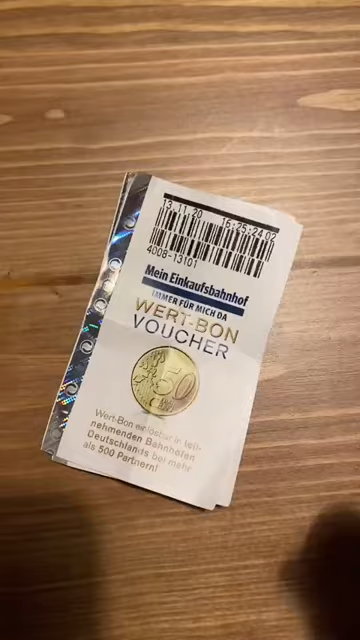 13.11.20 16:25:24 02
4008-13101
Mein Einkaufsbahnhof
IMMER FÜR MICH DA
WERT-BON
VOUCHER
50
Wert-Bon einlösbar in teil-
nehmenden Bahnhöfen
Deutschlands bei mehr
als 500 Partnern!